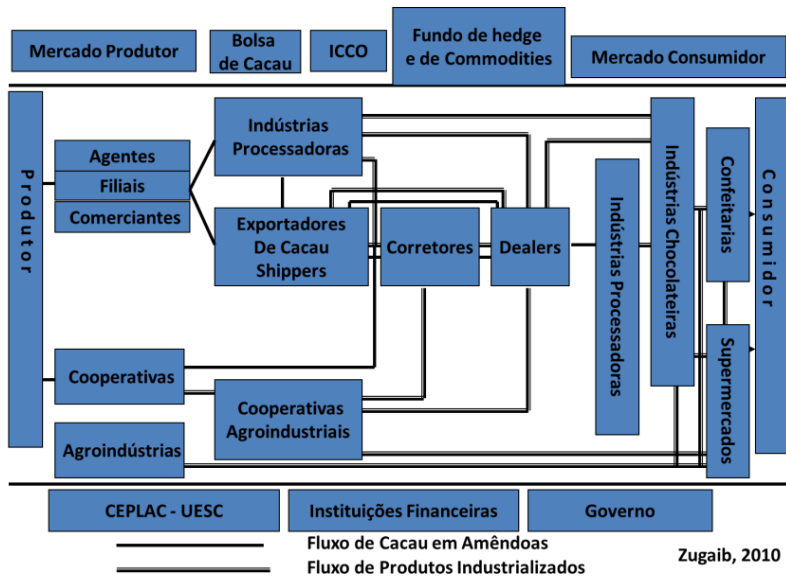 Mercado Produtor
Bolsa
de Cacau
ICCO
Fundo de hedge
e de Commodities
Mercado Consumidor
Produtor
Agentes
Filiais
Comerciantes
Indústrias
Processadoras
Exportadores
De Cacau
Shippers
Corretores
Dealers
Indústrias Processadoras
Indústrias Chocolateiras
Confeitarias
Supermercados
Consumidor
Cooperativas
Cooperativas
Agroindustriais
Agroindústrias
CEPLAC - UESC
Instituições Financeiras
Governo
Fluxo de Cacau em Amêndoas
Fluxo de Produtos Industrializados
Zugaib, 2010